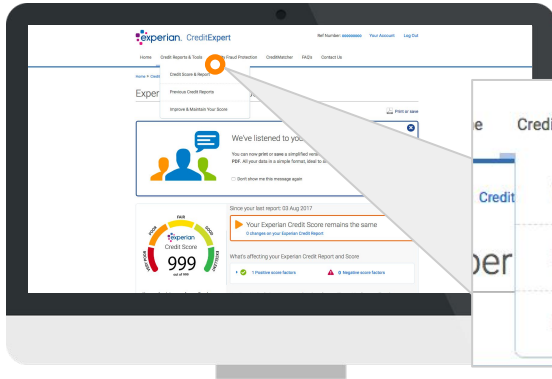 experian. CreditExpert
Ref Number: Your Account Log Out
Home Credit Reports & Tools Fraud Protection CreditMatcher FAQ's Contact Us
Credit Score & Report
Home >
Previous Credit Reports
Exper
Improve & Maintain Your Score
Print or save
We've listened to you
You can now print or save a simplified
PDF. All your data in a simple format, ideal to
Don't show me this message again
Since your last report: 03 Aug 2017
Your Experian Credit Score remains the same
0 changes on your Experian Credit Report
VERY POOR POOR FAIR GOOD EXCELLENT
experian
Credit Score
999
out of 999
What's affecting your Experian Credit Report and Score
1 Positive score factors 0 Negative score factors
e Credi
Credit
per